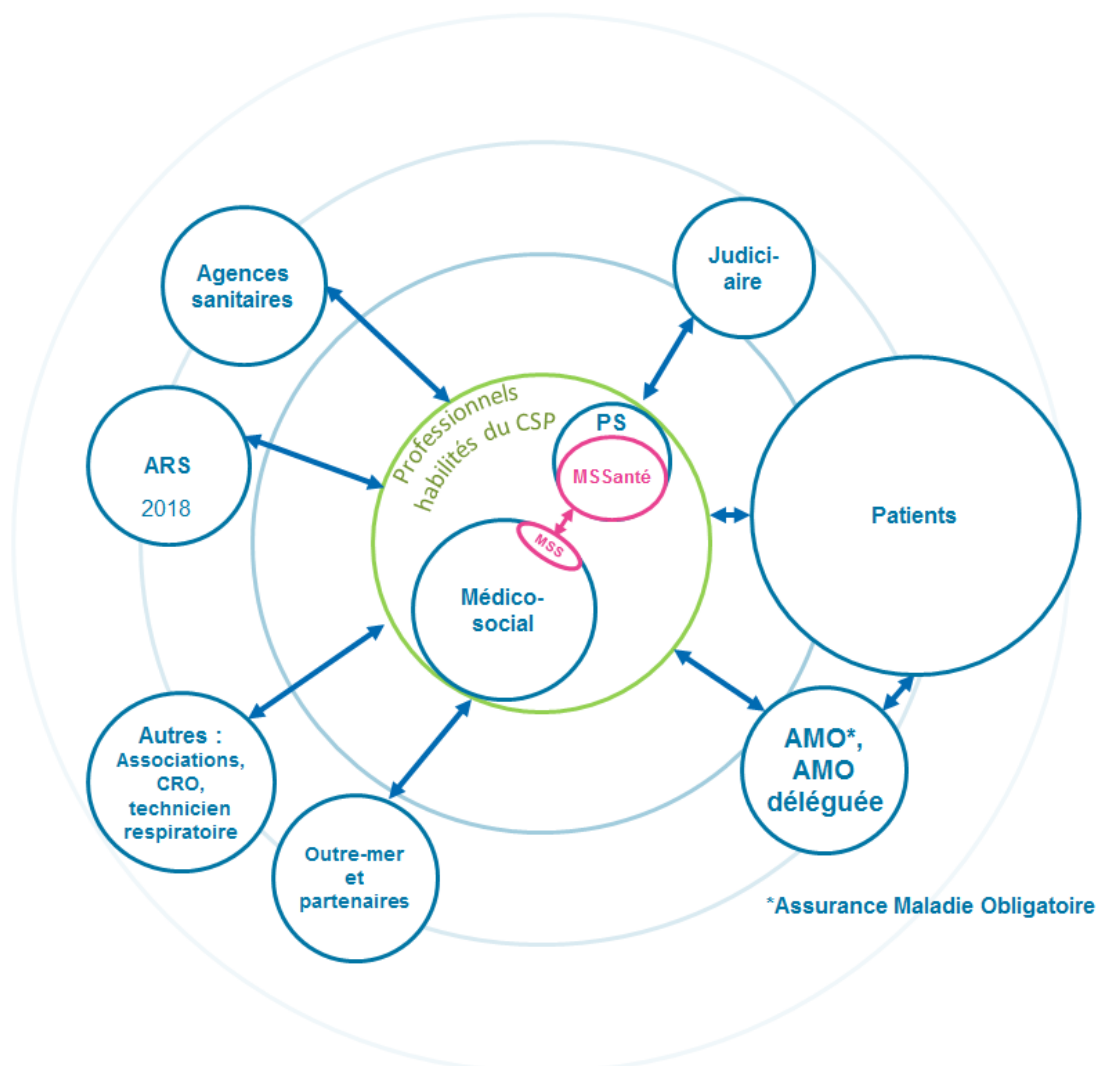 Agences
sanitaires
Judici-
aire
Professionnels
habilités du CSP
PS
MSSanté
ARS
2018
Patients
MSS
Médico-
social
Autres :
Associations,
CRO,
technicien
respiratoire
AMO*,
AMO
déléguée
Outre-mer
et
partenaires
*Assurance Maladie Obligatoire